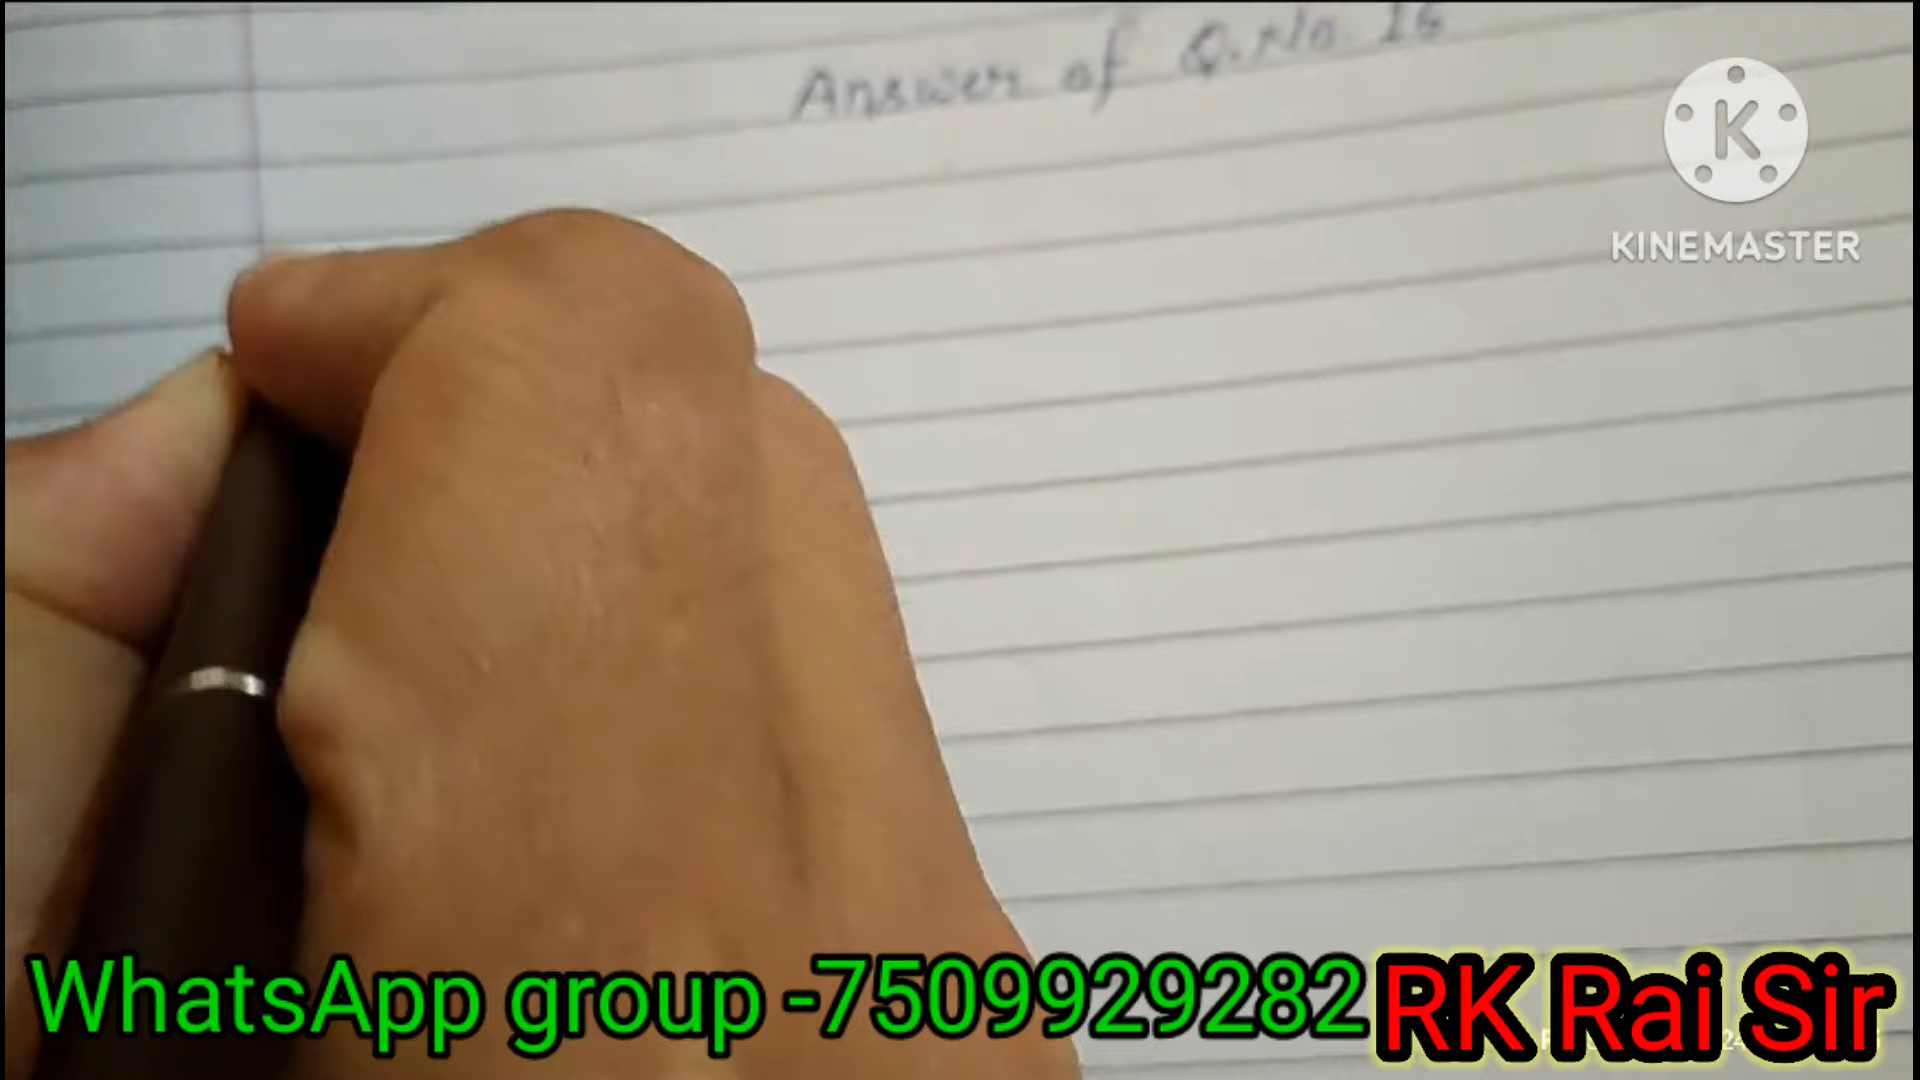 Answer of Q.No. 16
K
KINEMASTER
WhatsApp group -7509929282 RK Rai Sir